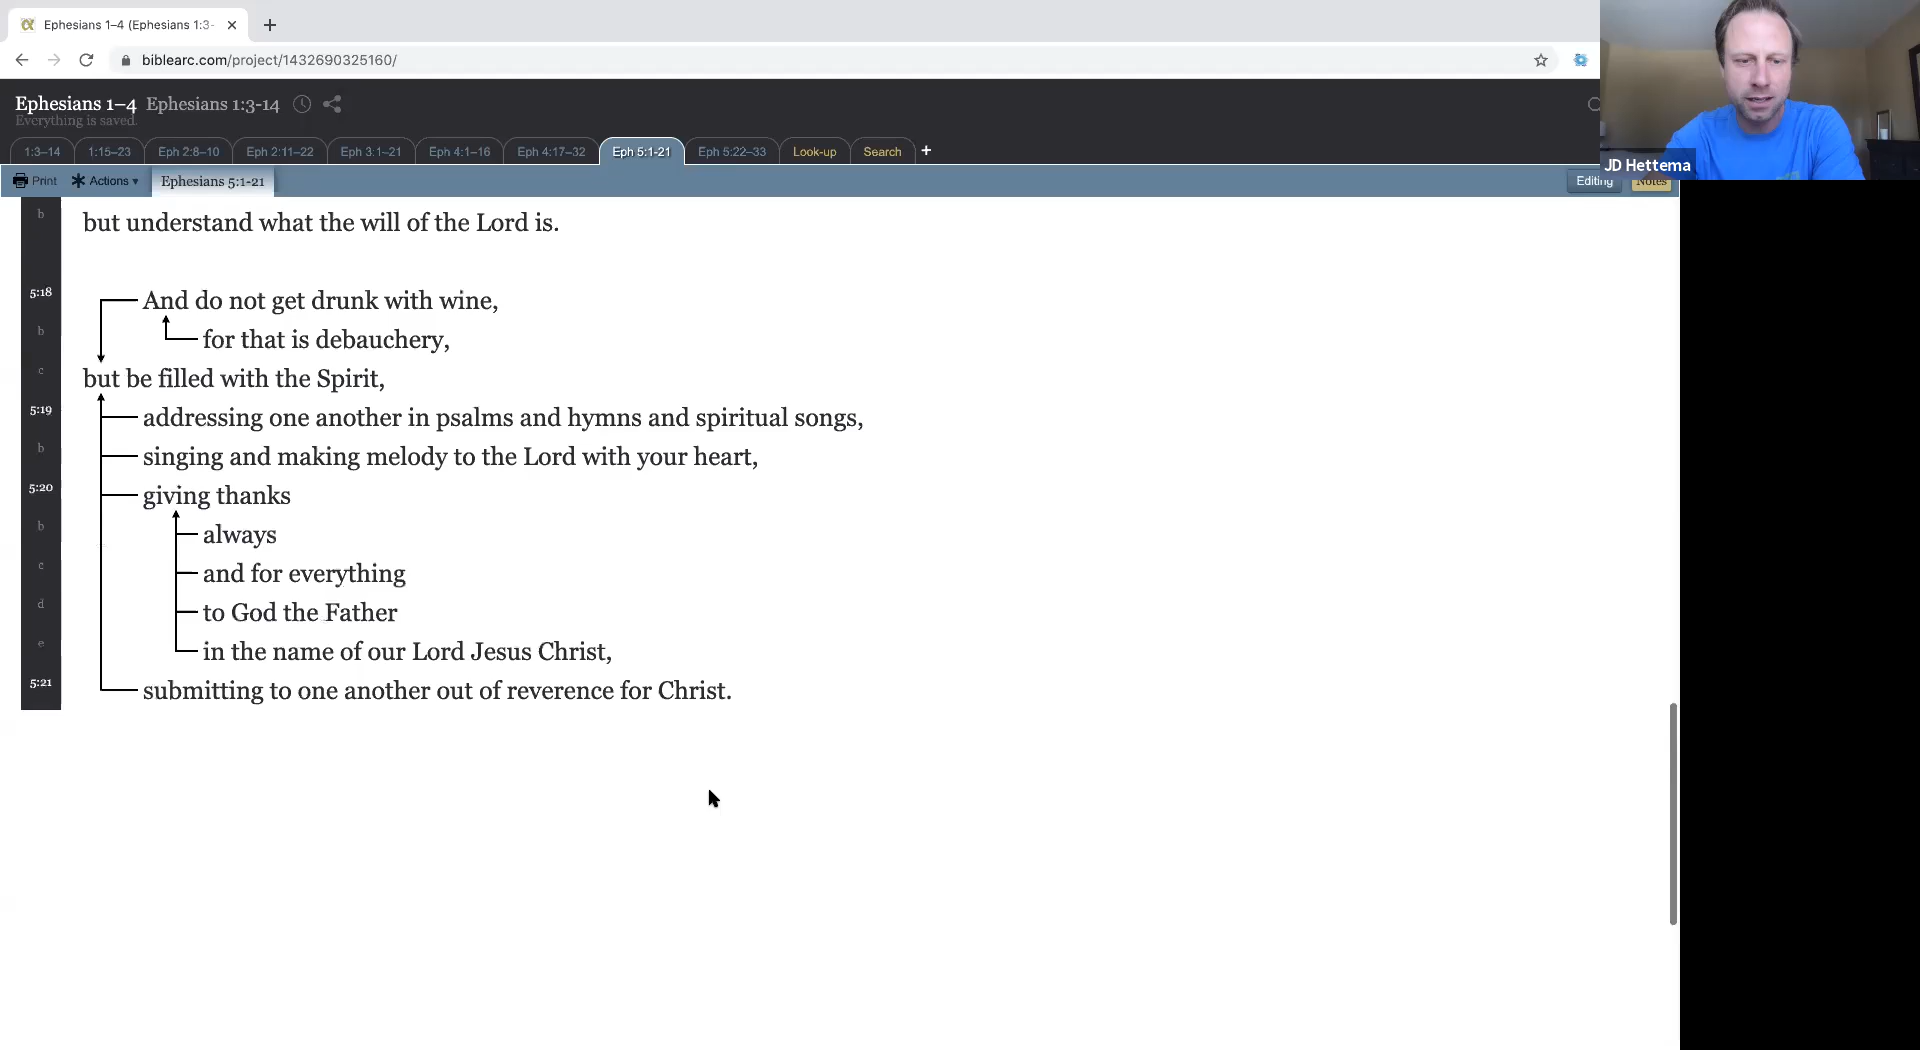 Ephesians 1–4 (Ephesians 1:3-
biblearc.com/project/1432690325160/
Ephesians 1–4 Ephesians 1:3-14
Everything is saved.
1:3–14 1:15–23 Eph 2:8–10 Eph 2:11–22 Eph 3:1–21 Eph 4:1–16 Eph 4:17–32 Eph 5:1-21 Eph 5:22–33 Look-up Search +
JD Hettema
Print Actions Ephesians 5:1-21 Editing Notes
b but understand what the will of the Lord is.
5:18 And do not get drunk with wine,
b for that is debauchery,
c but be filled with the Spirit,
5:19 addressing one another in psalms and hymns and spiritual songs,
b singing and making melody to the Lord with your heart,
5:20 giving thanks
b always
c and for everything
d to God the Father
e in the name of our Lord Jesus Christ,
5:21 submitting to one another out of reverence for Christ.